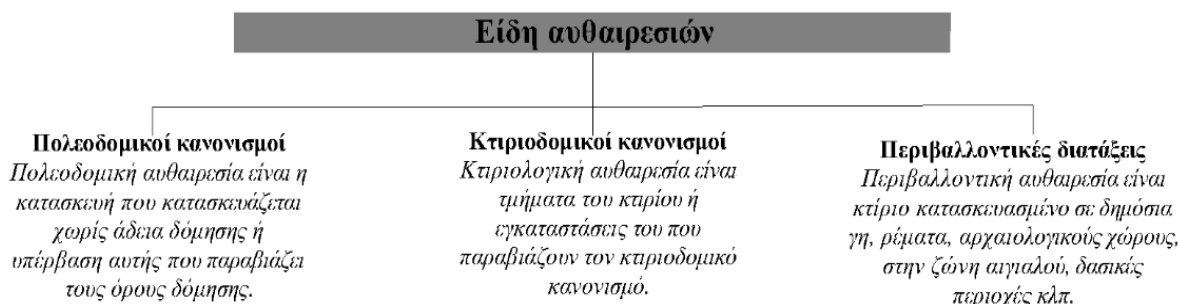 Είδη αυθαιρεσιών
Πολεοδομικοί κανονισμοί
Πολεοδομική αυθαιρεσία είναι η
κατασκευή που κατασκευάζεται
χωρίς άδεια δόμησης ή
υπέρβαση αυτής που παραβιάζει
τους όρους δόμησης.
Κτιριοδομικοί κανονισμοί
Κτιριολογική αυθαιρεσία είναι
τμήματα του κτιρίου ή
εγκαταστάσεις του που
παραβιάζουν τον κτιριοδομικό
κανονισμό.
Περιβαλλοντικές διατάξεις
Περιβαλλοντική αυθαιρεσία είναι
κτίριο κατασκευασμένο σε δημόσια
γη, ρέματα, αρχαιολογικούς χώρους,
στην ζώνη αιγιαλού, δασικές
περιοχές κλπ.